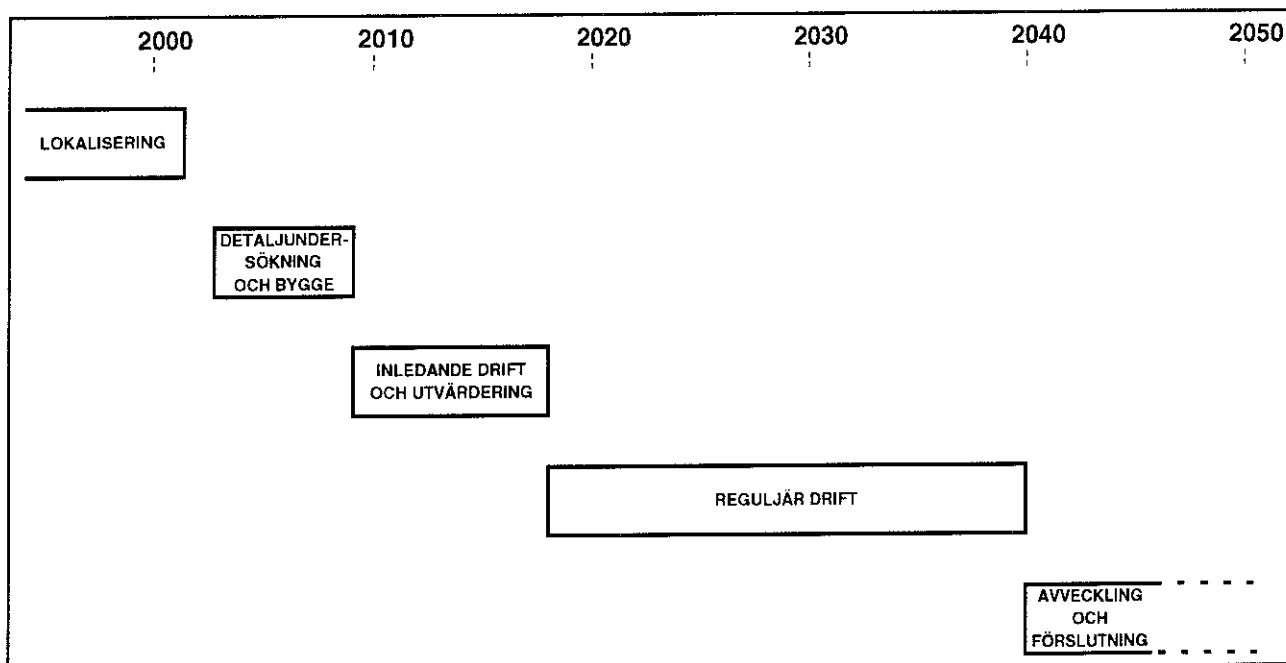 2000 2010 2020 2030 2040 2050
LOKALISERING
DETALJUNDER-
SÖKNING
OCH BYGGE
INLEDANDE DRIFT
OCH UTVÄRDERING
REGULJÄR DRIFT
AVVECKLING
OCH
FÖRSLUTNING